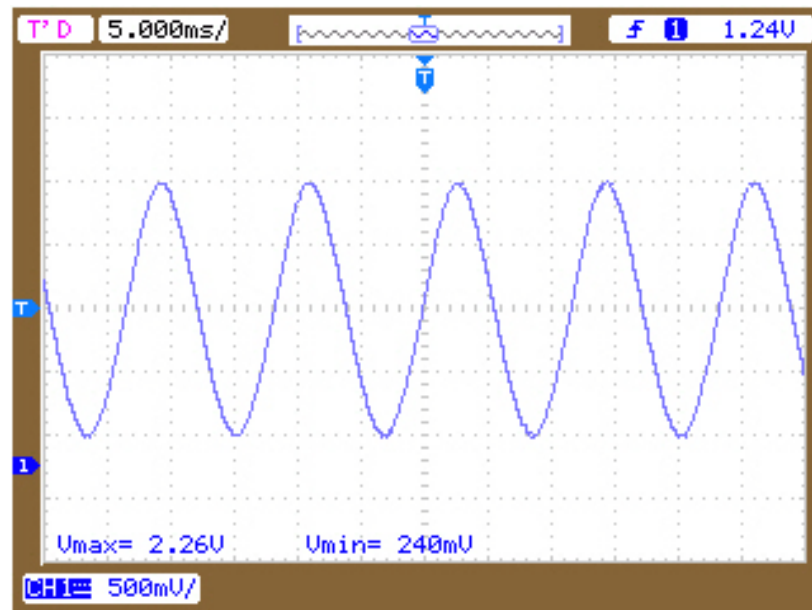 T'D 5.000ms/ T 1 1.24V
T
T
1
Vmax= 2.26V Vmin= 240mV
CH1 500mV/